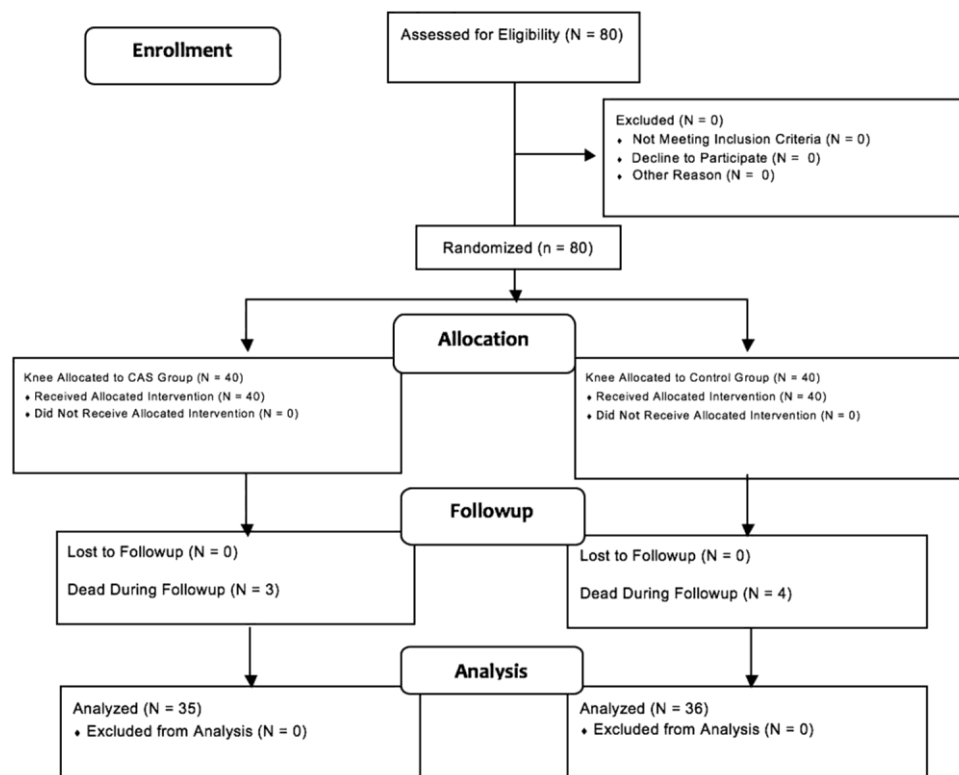 Enrollment
Assessed for Eligibility (N = 80)
Excluded (N = 0)
⬧ Not Meeting Inclusion Criteria (N = 0)
⬧ Decline to Participate (N = 0)
⬧ Other Reason (N = 0)
Randomized (n = 80)
Allocation
Knee Allocated to CAS Group (N = 40)
⬧ Received Allocated Intervention (N = 40)
⬧ Did Not Receive Allocated Intervention (N = 0)
Knee Allocated to Control Group (N = 40)
⬧ Received Allocated Intervention (N = 40)
⬧ Did Not Receive Allocated Intervention (N = 0)
Followup
Lost to Followup (N = 0)
Dead During Followup (N = 3)
Lost to Followup (N = 0)
Dead During Followup (N = 4)
Analysis
Analyzed (N = 35)
⬧ Excluded from Analysis (N = 0)
Analyzed (N = 36)
⬧ Excluded from Analysis (N = 0)